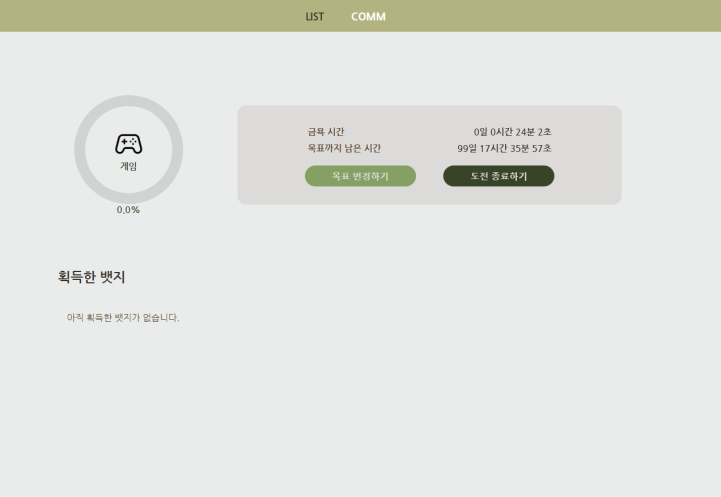 LIST COMM
게임
0.0%
금욕 시간 0일 0시간 24분 2초
목표까지 남은 시간 99일 17시간 35분 57초
목표 변경하기 도전 종료하기
획득한 뱃지
아직 획득한 뱃지가 없습니다.